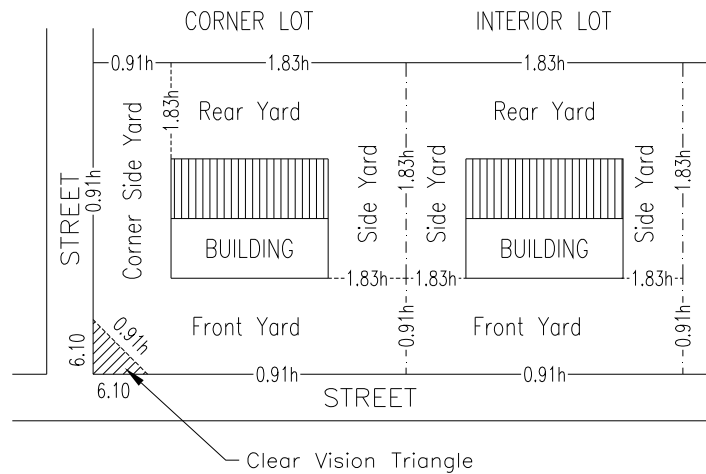 CORNER LOT
INTERIOR LOT
0.91h
1.83h
1.83h
1.83h
Rear Yard
1.83h
Rear Yard
1.83h
STREET
0.91h
Corner Side Yard
Side Yard
Side Yard
Side Yard
BUILDING
BUILDING
1.83h
1.83h
1.83h
Front Yard
0.91h
Front Yard
0.91h
6.10
0.91h
6.10
0.91h
0.91h
STREET
Clear Vision Triangle